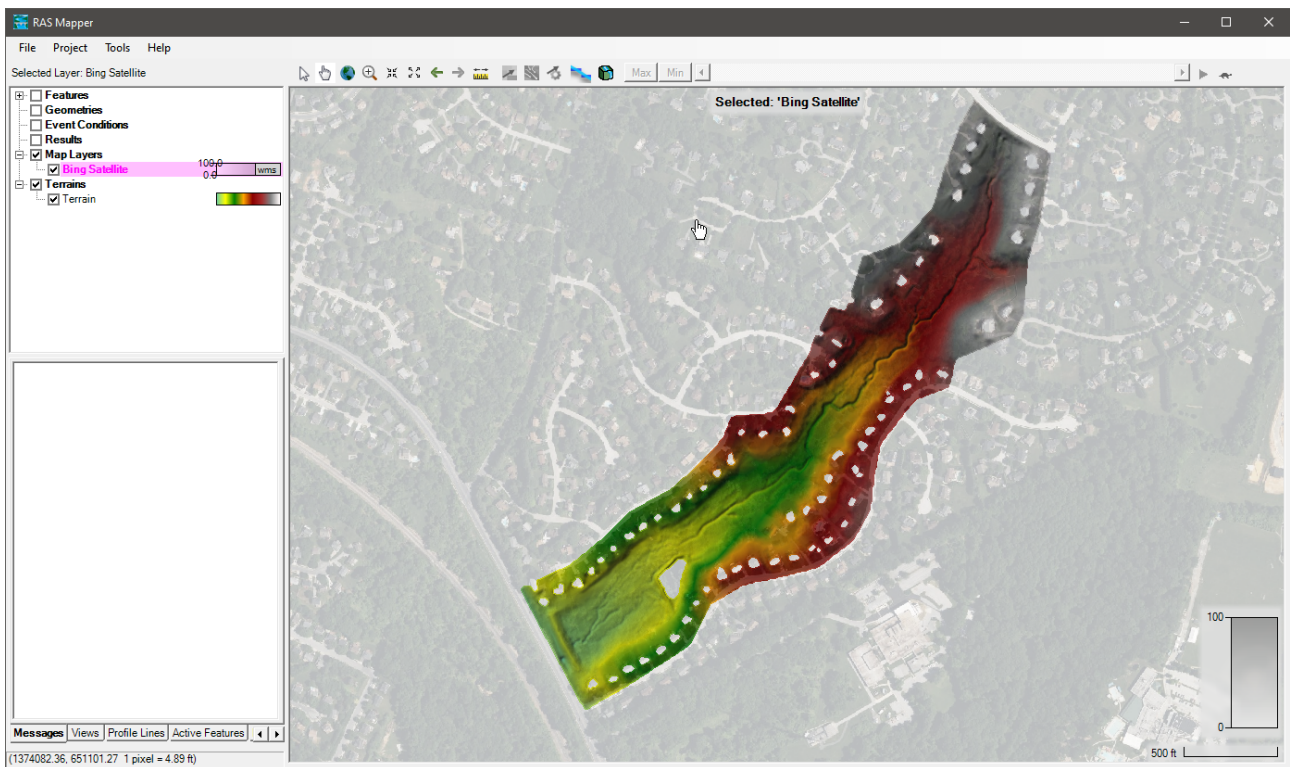 RAS Mapper
File Project Tools Help
Selected Layer: Bing Satellite
Max Min
Features
Geometries
Event Conditions
Results
Map Layers
Bing Satellite
100.0
0.0
wms
Terrains
Terrain
Selected: 'Bing Satellite'
100
0
500 ft
Messages Views Profile Lines Active Features
(1374082.36, 651101.27 1 pixel = 4.89 ft)